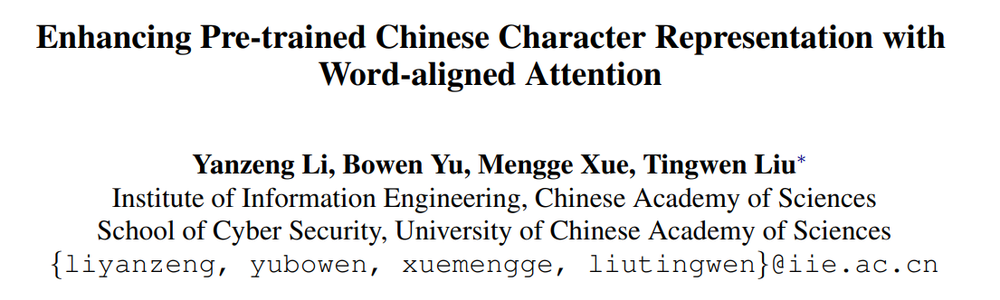 Enhancing Pre-trained Chinese Character Representation with
Word-aligned Attention
Yanzeng Li, Bowen Yu, Mengge Xue, Tingwen Liu*
Institute of Information Engineering, Chinese Academy of Sciences
School of Cyber Security, University of Chinese Academy of Sciences
{liyanzeng, yubowen, xuemengge, liutingwen}@iie.ac.cn